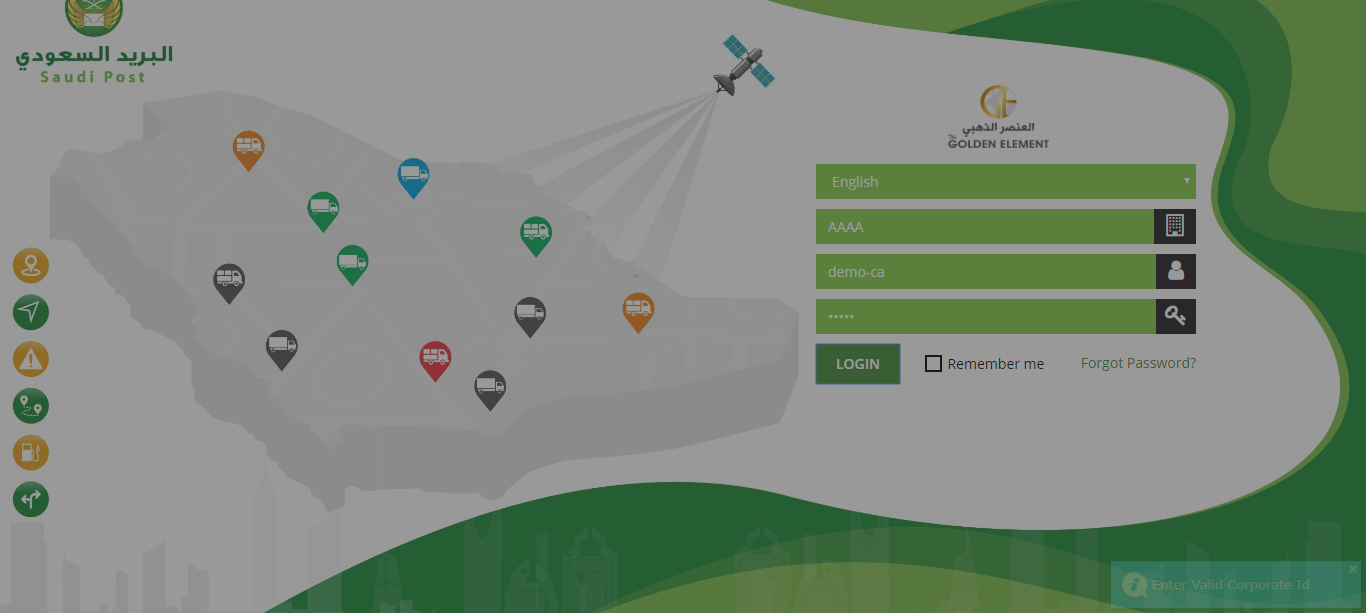 البريد السعودي
Saudi Post
العنصر الذهبي
The
GOLDEN ELEMENT
English
AAAA
demo-ca
•••••
LOGIN
Remember me
Forgot Password?
Enter Valid Corporate Id